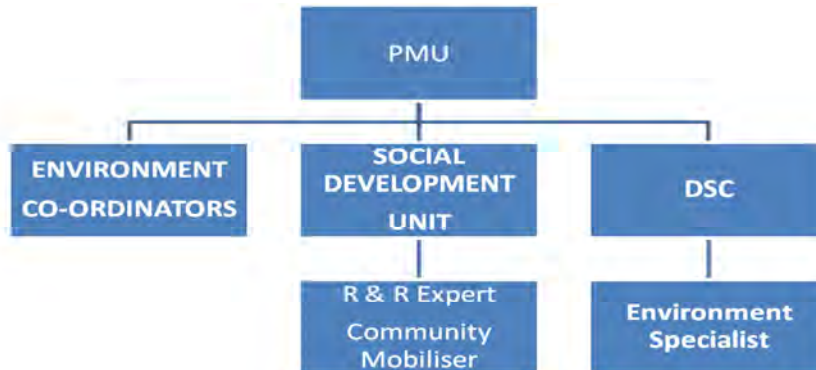 PMU
ENVIRONMENT
CO-ORDINATORS
SOCIAL
DEVELOPMENT
UNIT
DSC
R & R Expert
Community
Mobiliser
Environment
Specialist